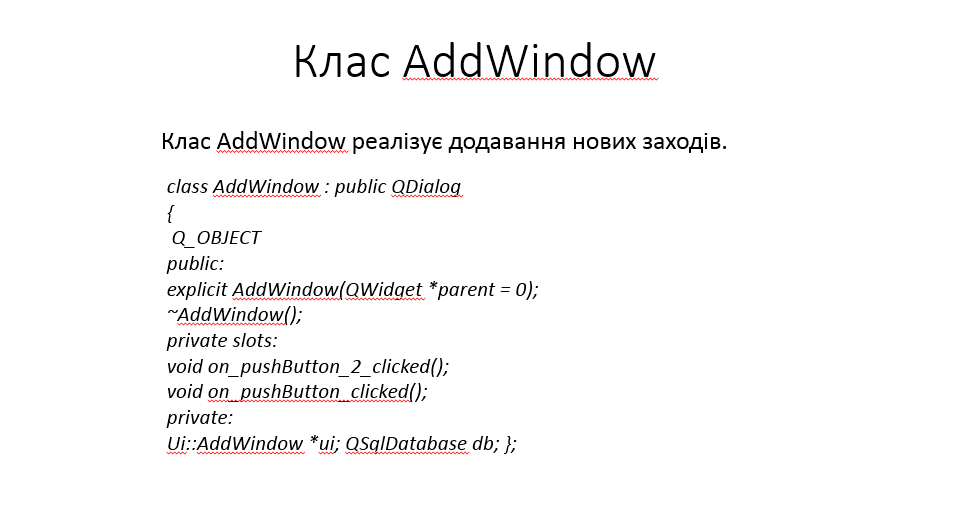 Клас AddWindow
Клас AddWindow реалізує додавання нових заходів.
class AddWindow : public QDialog
{
Q_OBJECT
public:
explicit AddWindow(QWidget *parent = 0);
~AddWindow();
private slots:
void on_pushButton_2_clicked();
void on_pushButton_clicked();
private:
Ui::AddWindow *ui; QSqlDatabase db; };